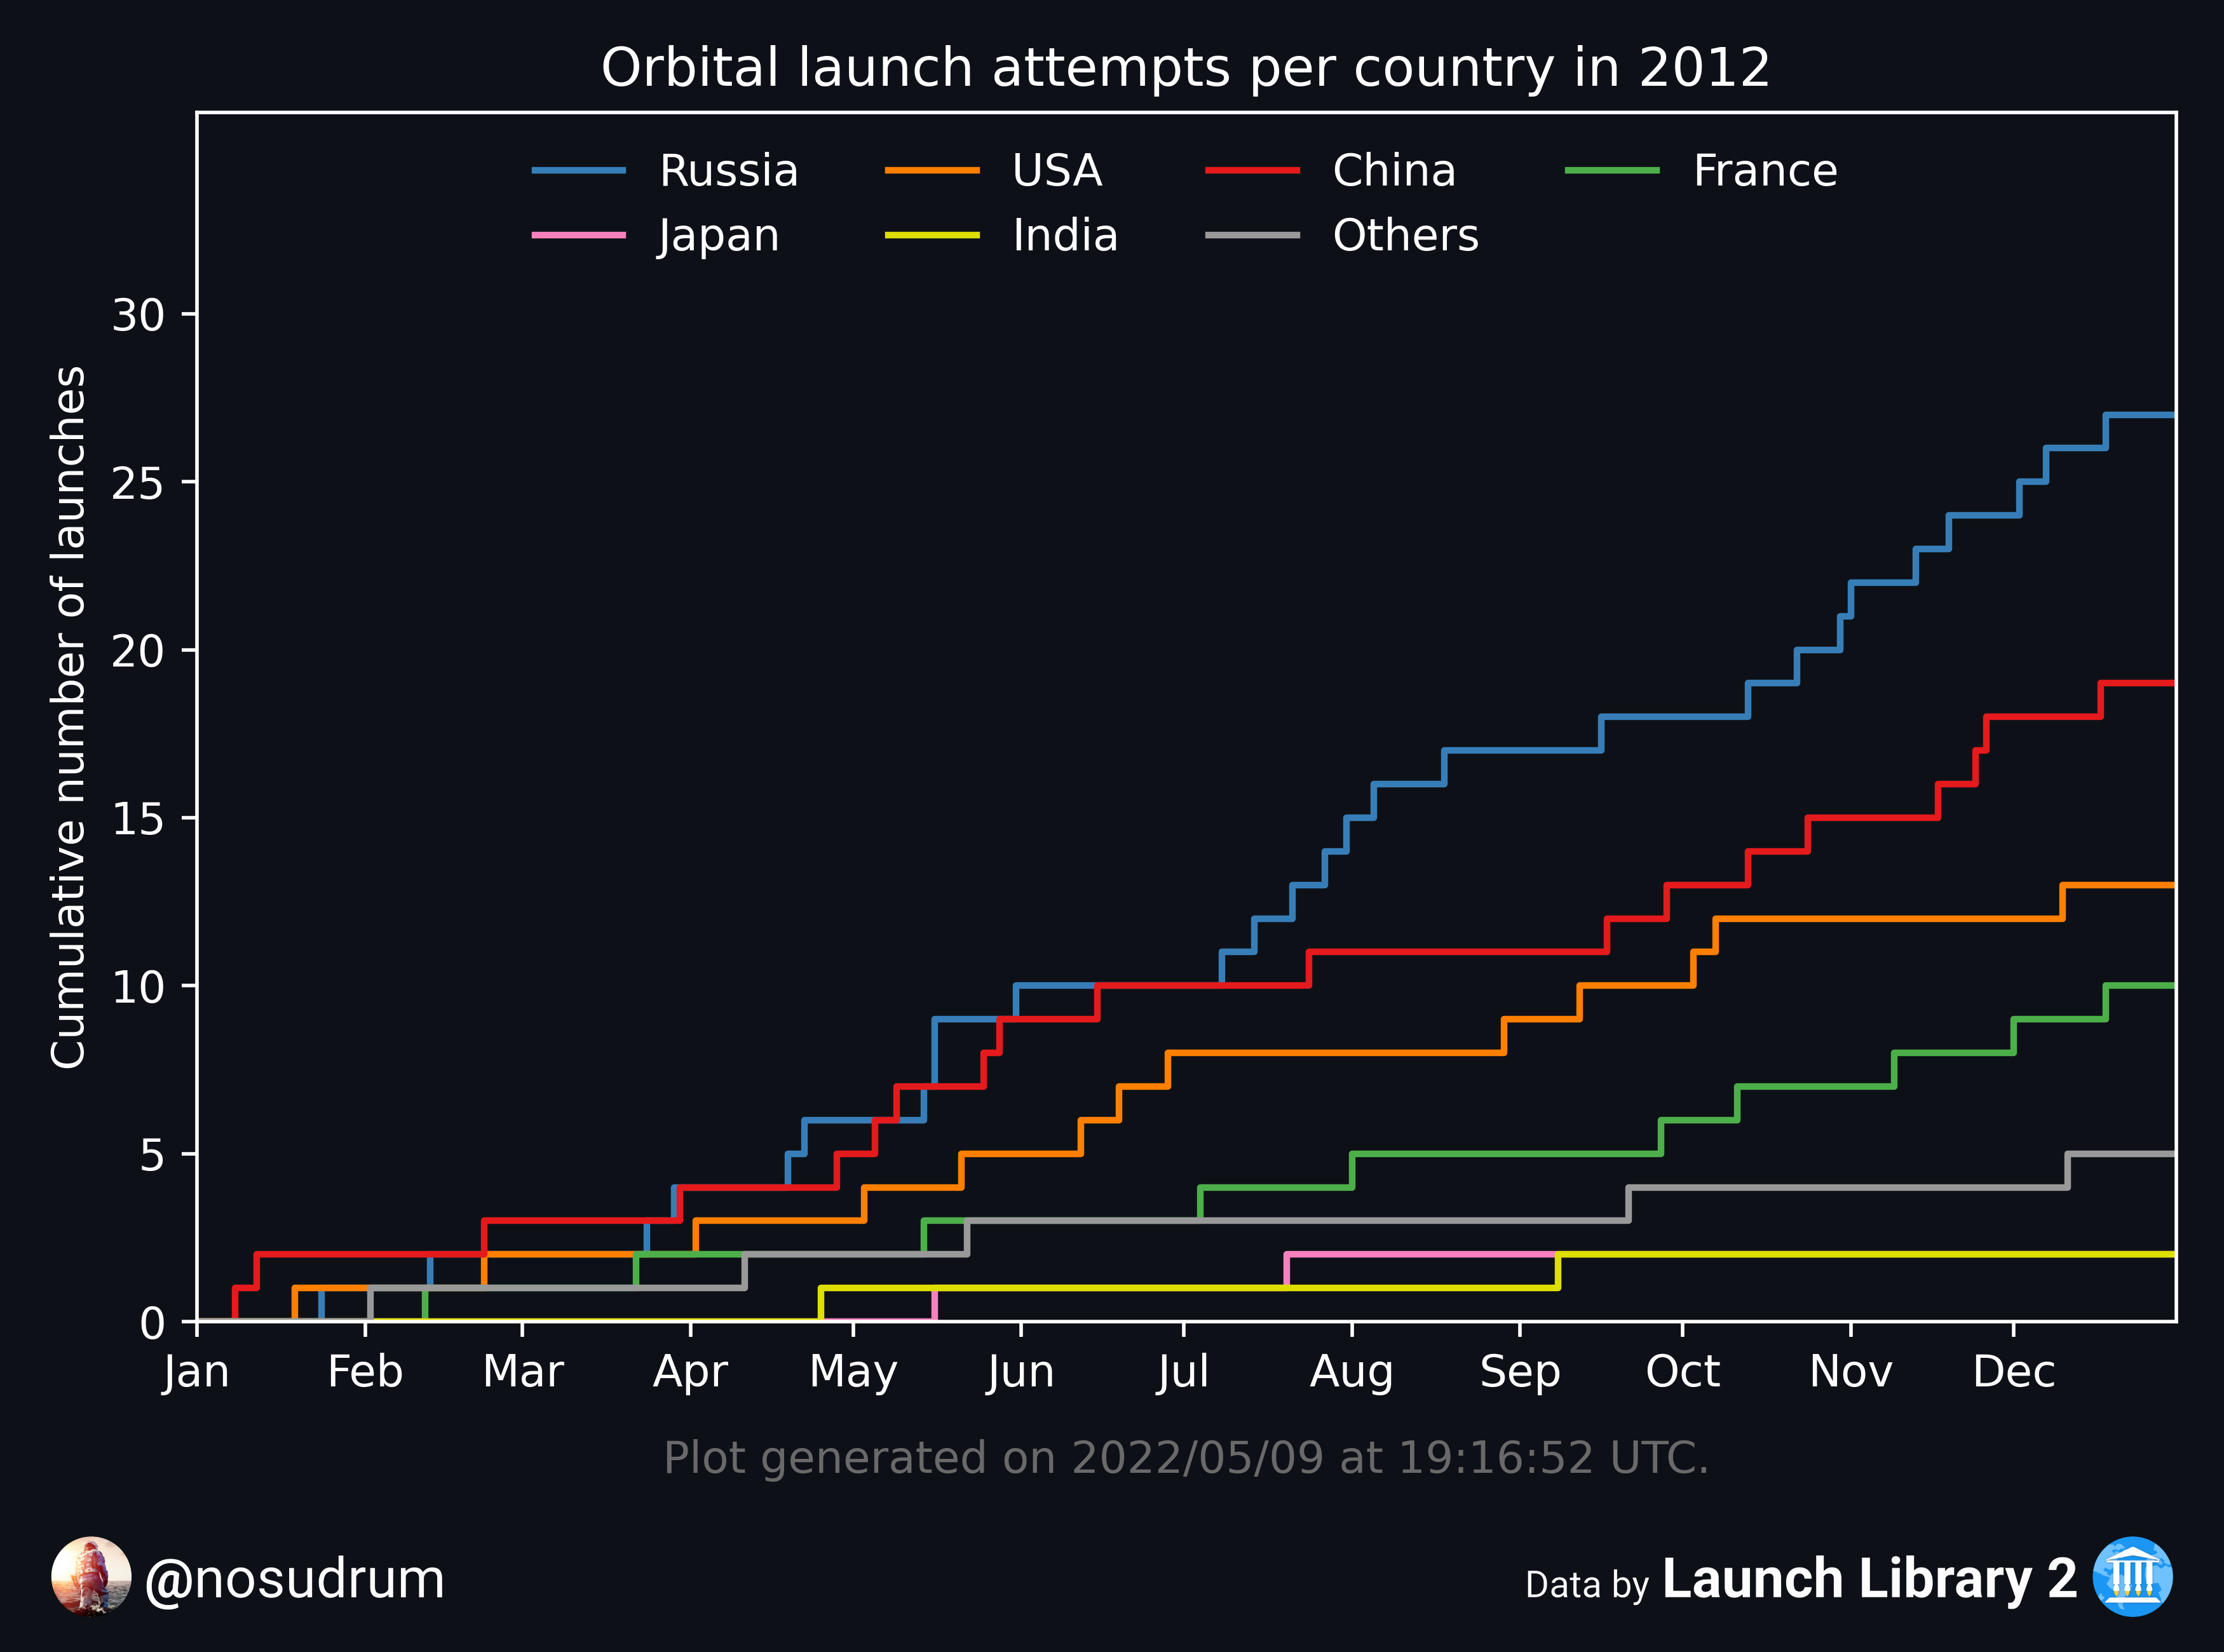 Orbital launch attempts per country in 2012
Russia USA China France
Japan India Others
30
25
20
15
10
5
0
Cumulative number of launches
Jan Feb Mar Apr May Jun Jul Aug Sep Oct Nov Dec
Plot generated on 2022/05/09 at 19:16:52 UTC.
@nosudrum
Data by Launch Library 2